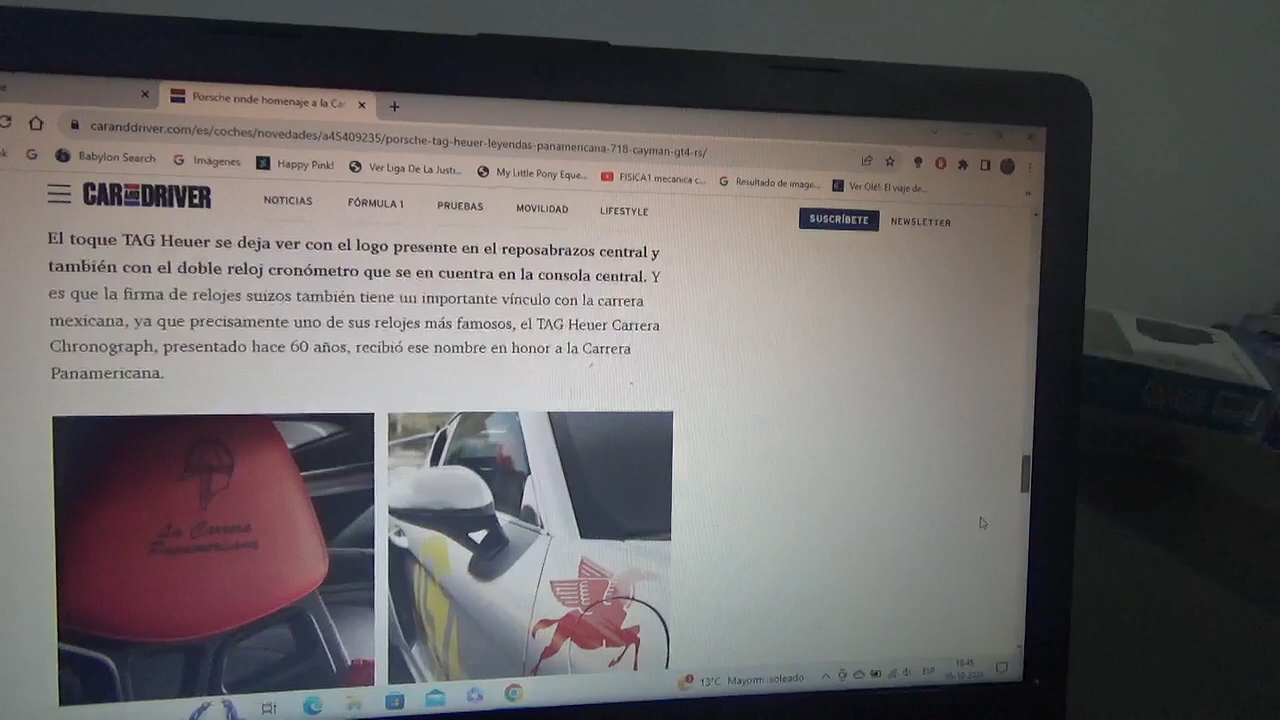 Porsche rinde homenaje a la Car
caranddriver.com/es/coches/novedades/a45409235/porsche-tag-heuer-leyendas-panamericana-718-cayman-gt4-rs/
Babylon Search
Imágenes
Happy Pink!
Ver Liga De La Justi...
My Little Pony Eque...
FISICA1 mecanica c...
Resultado de image...
Ver Olé!: El viaje de...
CAR AND DRIVER
NOTICIAS
FÓRMULA 1
PRUEBAS
MOVILIDAD
LIFESTYLE
SUSCRÍBETE
NEWSLETTER
El toque TAG Heuer se deja ver con el logo presente en el reposabrazos central y
también con el doble reloj cronómetro que se en cuentra en la consola central. Y
es que la firma de relojes suizos también tiene un importante vínculo con la carrera
mexicana, ya que precisamente uno de sus relojes más famosos, el TAG Heuer Carrera
Chronograph, presentado hace 60 años, recibió ese nombre en honor a la Carrera
Panamericana.
La Carrera
Panamericana
13°C Mayorm. soleado
ESP
19:45